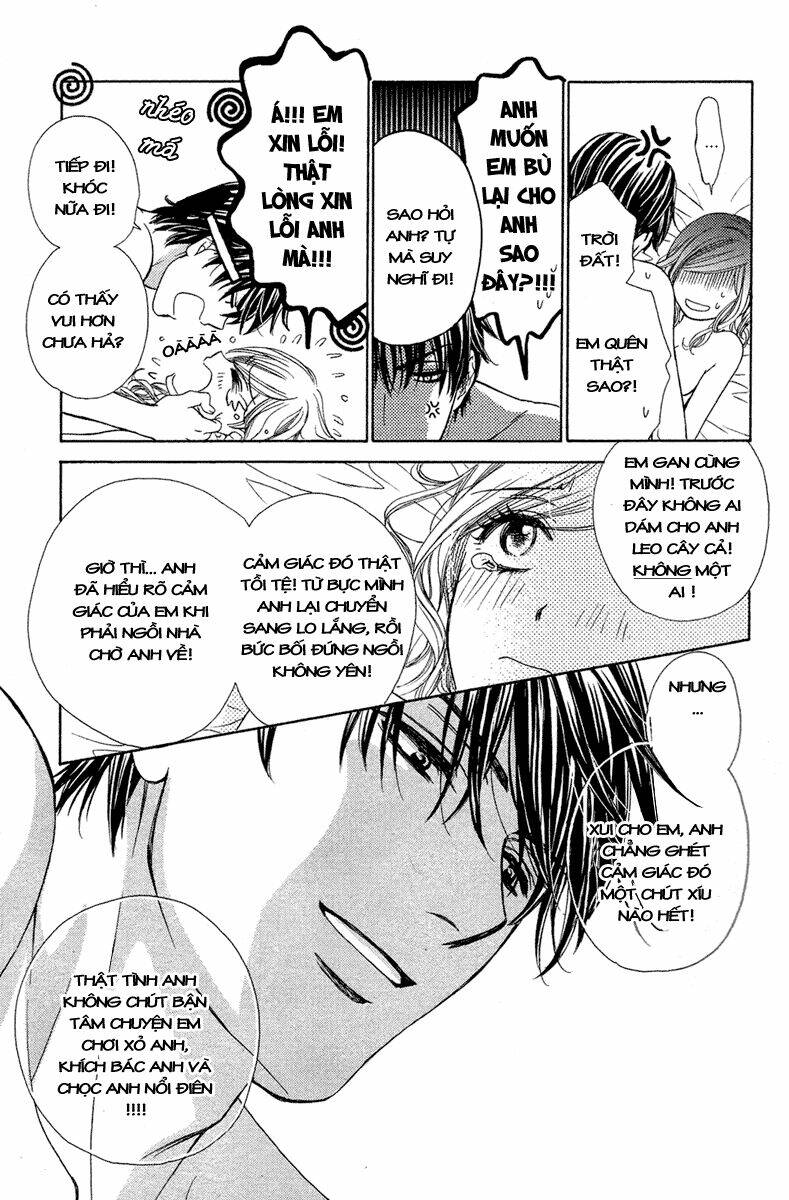 ...
TRỜI
ĐẤT!
EM QUÊN
THẬT
SAO?!
ANH
MUỐN
EM BÙ
LẠI CHO
ANH
SAO
ĐÂY?!!!
SAO HỎI
ANH? TỰ
MÀ SUY
NGHĨ ĐI!
Á!!! EM
XIN LỖI!
THẬT
LÒNG XIN
LỖI ANH
MÀ!!!
nhéo
má
TIẾP ĐI!
KHÓC
NỮA ĐI!
CÓ THẤY
VUI HƠN
CHƯA HẢ?
OÃÃÃÃ
EM GAN CÙNG
MÌNH! TRƯỚC
ĐÂY KHÔNG AI
DÁM CHO ANH
LEO CÂY CẢ!
KHÔNG MỘT
AI !
CẢM GIÁC ĐÓ THẬT
TỒI TỆ! TỪ BỰC MÌNH
ANH LẠI CHUYỂN
SANG LO LẮNG, RỒI
BỨC BỐI ĐỨNG NGỒI
KHÔNG YÊN!
GIỜ THÌ... ANH
ĐÃ HIỂU RÕ CẢM
GIÁC CỦA EM KHI
PHẢI NGỒI NHÀ
CHỜ ANH VỀ!
NHƯNG
...
XUI CHO EM, ANH
CHẲNG GHÉT
CẢM GIÁC ĐÓ
MỘT CHÚT XÍU
NÀO HẾT!
THẬT TÌNH ANH
KHÔNG CHÚT BẬN
TÂM CHUYỆN EM
CHƠI XỎ ANH,
KHÍCH BÁC ANH VÀ
CHỌC ANH NỔI ĐIÊN
!!!!